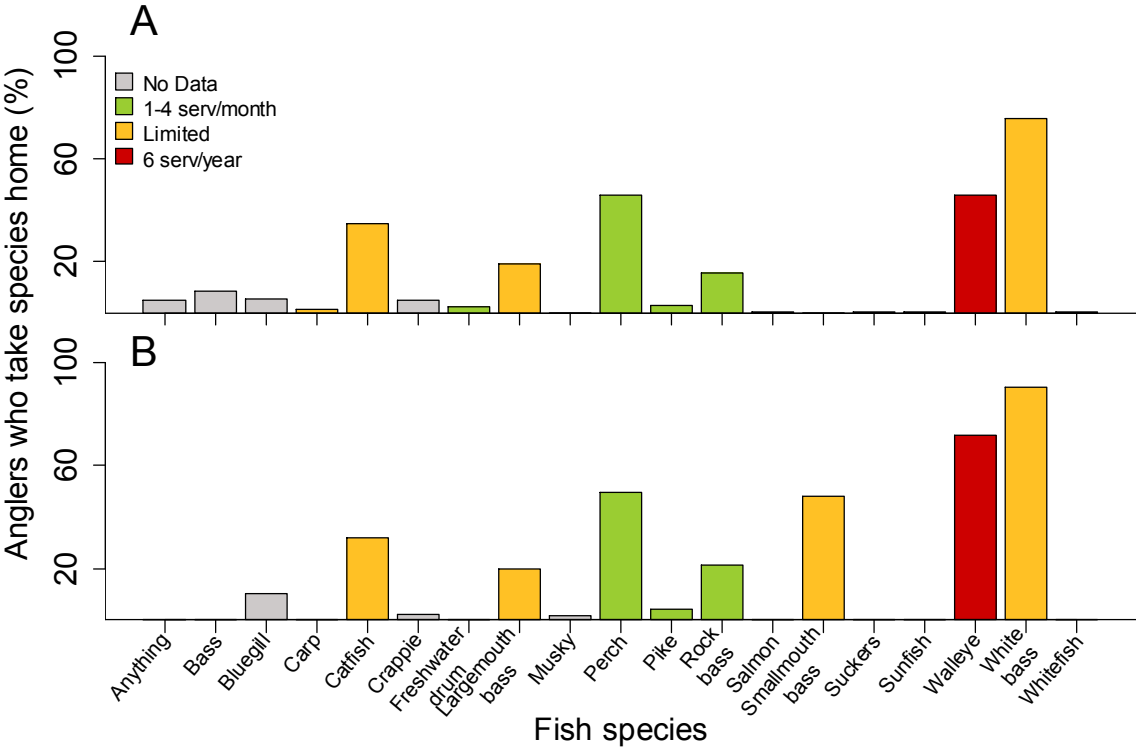 A
Anglers who take species home (%)
100
60
20
No Data
1-4 serv/month
Limited
6 serv/year
B
100
60
20
Anything
Bass
Bluegill
Carp
Catfish
Crappie
Freshwater
drum
Largemouth
bass
Musky
Perch
Pike
Rock
bass
Salmon
Smallmouth
bass
Suckers
Sunfish
Walleye
White
bass
Whitefish
Fish species